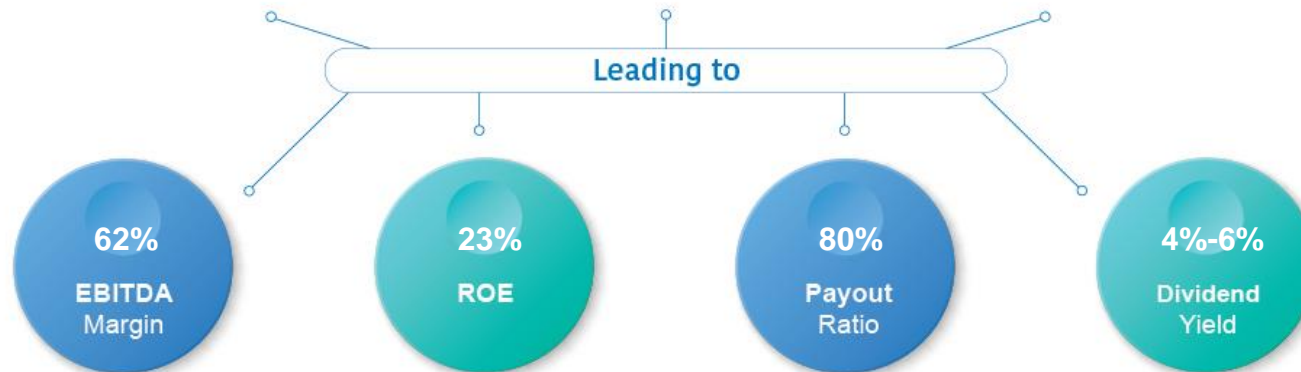 Leading to
62%
EBITDA
Margin
23%
ROE
80%
Payout
Ratio
4%-6%
Dividend
Yield